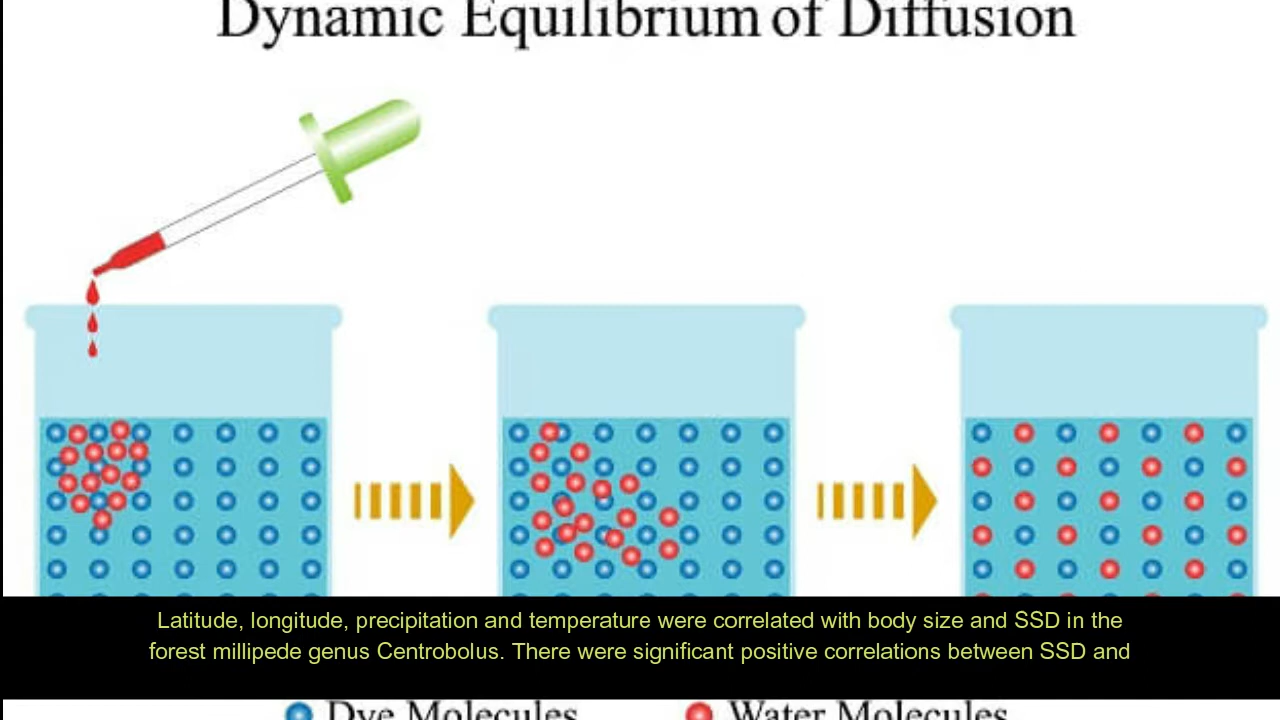 Dynamic Equilibrium of Diffusion
Latitude, longitude, precipitation and temperature were correlated with body size and SSD in the
forest millipede genus Centrobolus. There were significant positive correlations between SSD and
Dye Molecules Water Molecules